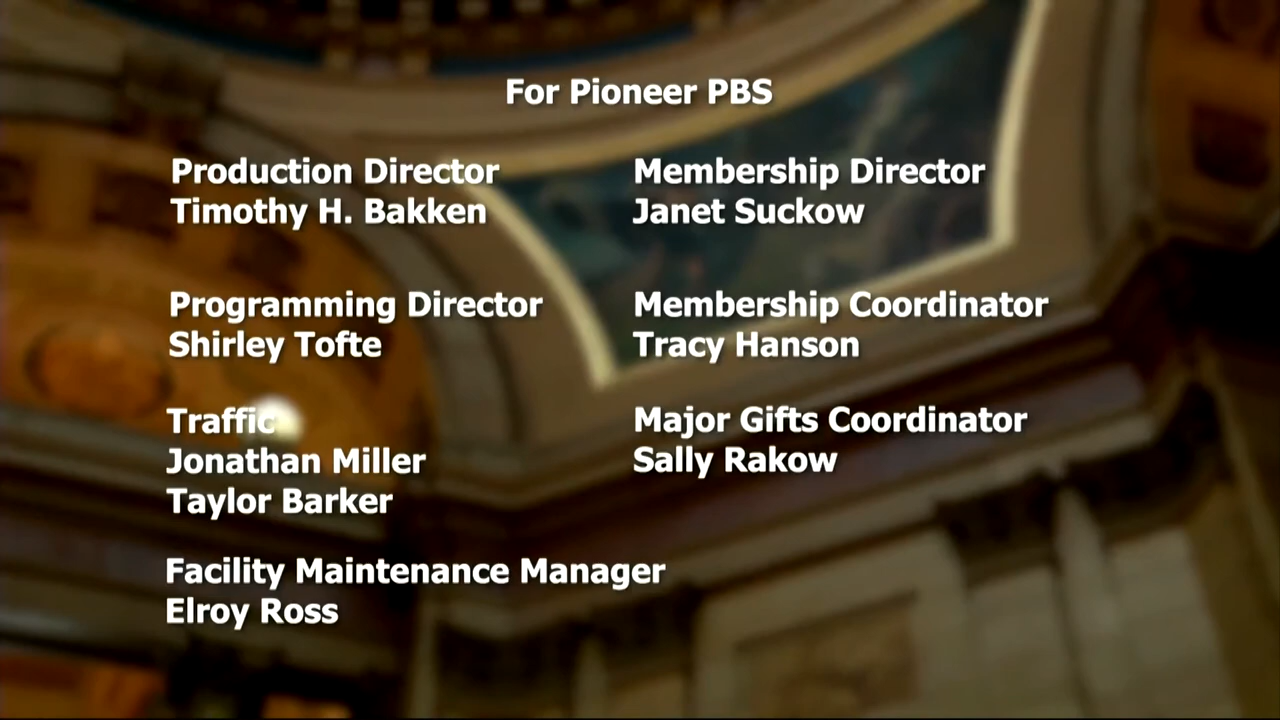 For Pioneer PBS
Production Director
Timothy H. Bakken
Programming Director
Shirley Tofte
Traffic
Jonathan Miller
Taylor Barker
Facility Maintenance Manager
Elroy Ross
Membership Director
Janet Suckow
Membership Coordinator
Tracy Hanson
Major Gifts Coordinator
Sally Rakow